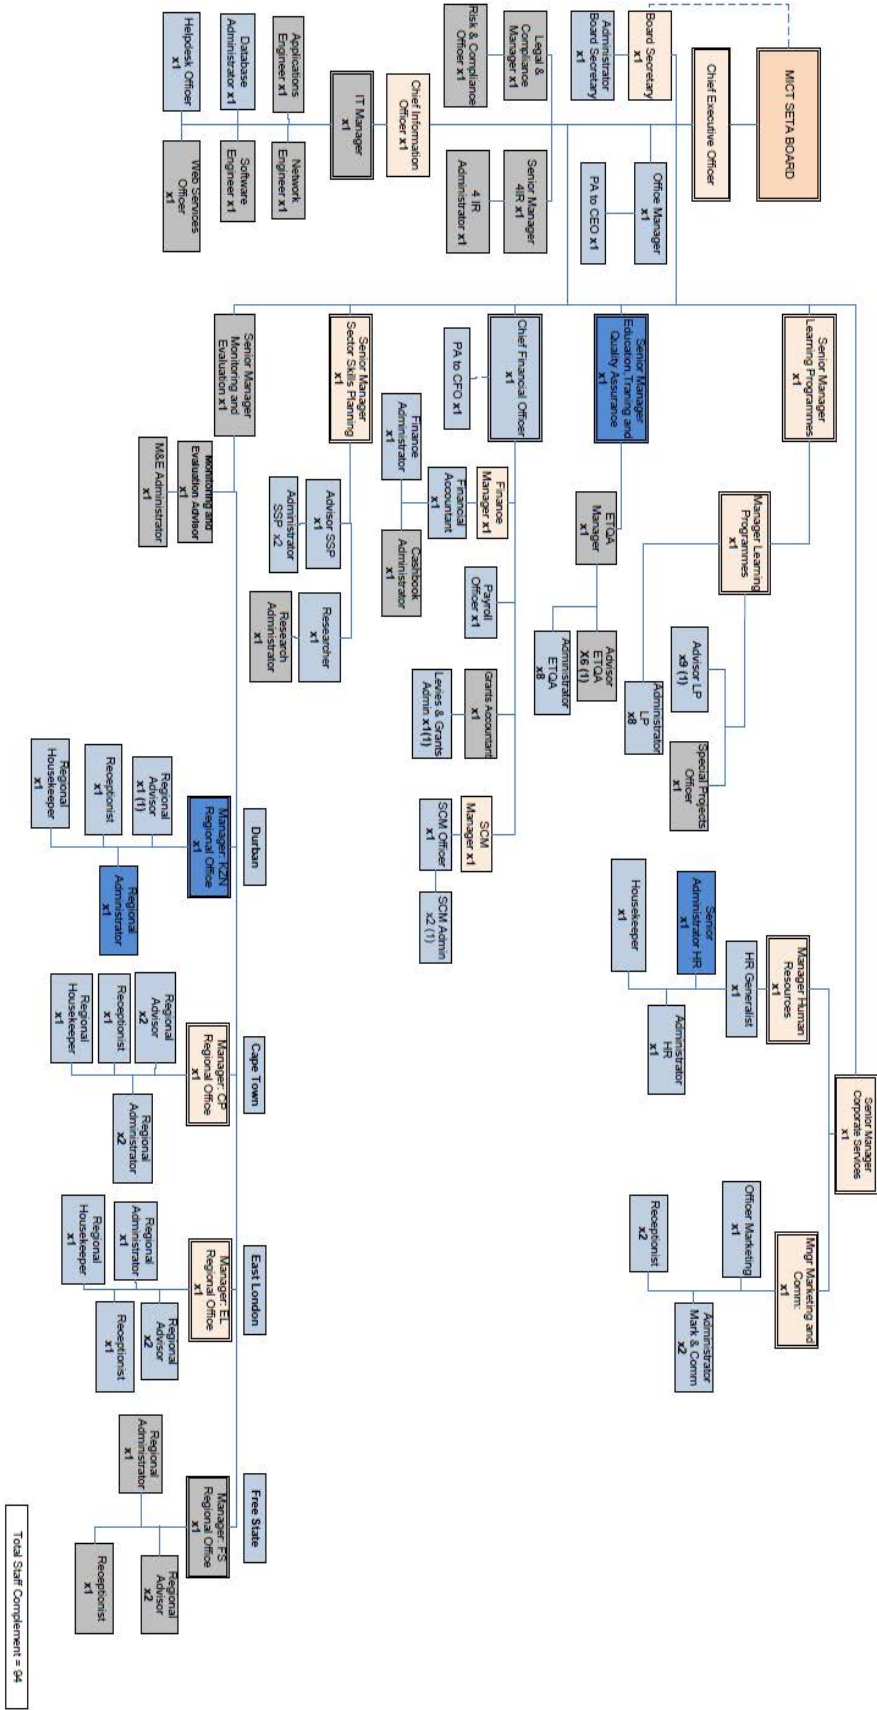 MICT SETA BOARD
Chief Executive Officer
Board Secretary
x1
Administrator
Board Secretary
x1
Office Manager
x1
PA to CEO x1
Legal &
Compliance
Manager x1
Risk & Compliance
Officer x1
Senior Manager
4IR x1
4 IR
Administrator x1
Chief Information
Officer x1
IT Manager
x1
Applications
Engineer x1
Network
Engineer x1
Database
Administrator x1
Software
Engineer x1
Helpdesk Officer
x1
Web Services
Officer
x1
Senior Manager
Corporate Services
x1
Manager Human
Resources
x1
HR Generalist
x1
Senior
Administrator HR
x1
Administrator
HR
x1
Housekeeper
x1
Mngr Marketing and
Comm:
x1
Officer Marketing
x1
Administrator
Mark & Comm
x2
Receptionist
x2
Senior Manager
Learning Programmes
x1
Manager Learning
Programmes
x1
Advisor LP
x9 (1)
Special Projects
Officer
x1
Administrator
LP
x8
Senior Manager
Education, Traning and
Quality Assurance
x1
ETQA
Manager
x1
Advisor
ETQA
X6 (1)
Administrator
ETQA
x8
Chief Financial Officer
x1
PA to CFO x1
Finance
Manager x1
Financial
Accountant
x1
Finance
Administrator
x1
Cashbook
Administrator
x1
Payroll
Officer x1
Grants Accountant
x1
Levies & Grants
Admin x1(1)
SCM
Manager x1
SCM Officer
x1
SCM Admin
x2 (1)
Senior Manager
Sector Skills Planning
x1
Advisor SSP
x1
Administrator
SSP x2
Researcher
x1
Research
Administrator
x1
Senior Manager
Monitoring and
Evaluation x1
Monitoring and
Evaluation Advisor
x1
M&E Administrator
x1
Durban
Manager: KZN
Regional Office
x1
Regional
Advisor
x1 (1)
Receptionist
x1
Regional
Administrator
x1
Regional
Housekeeper
x1
Cape Town
Manager: CP
Regional Office
x1
Regional
Advisor
x2
Receptionist
x1
Regional
Administrator
x2
Regional
Housekeeper
x1
East London
Manager: EL
Regional Office
x1
Regional
Administrator
x1
Regional
Advisor
x2
Regional
Housekeeper
x1
Receptionist
x1
Free State
Manager: FS
Regional Office
x1
Regional
Administrator
x1
Regional
Advisor
x2
Receptionist
x1
Total Staff Complement = 94